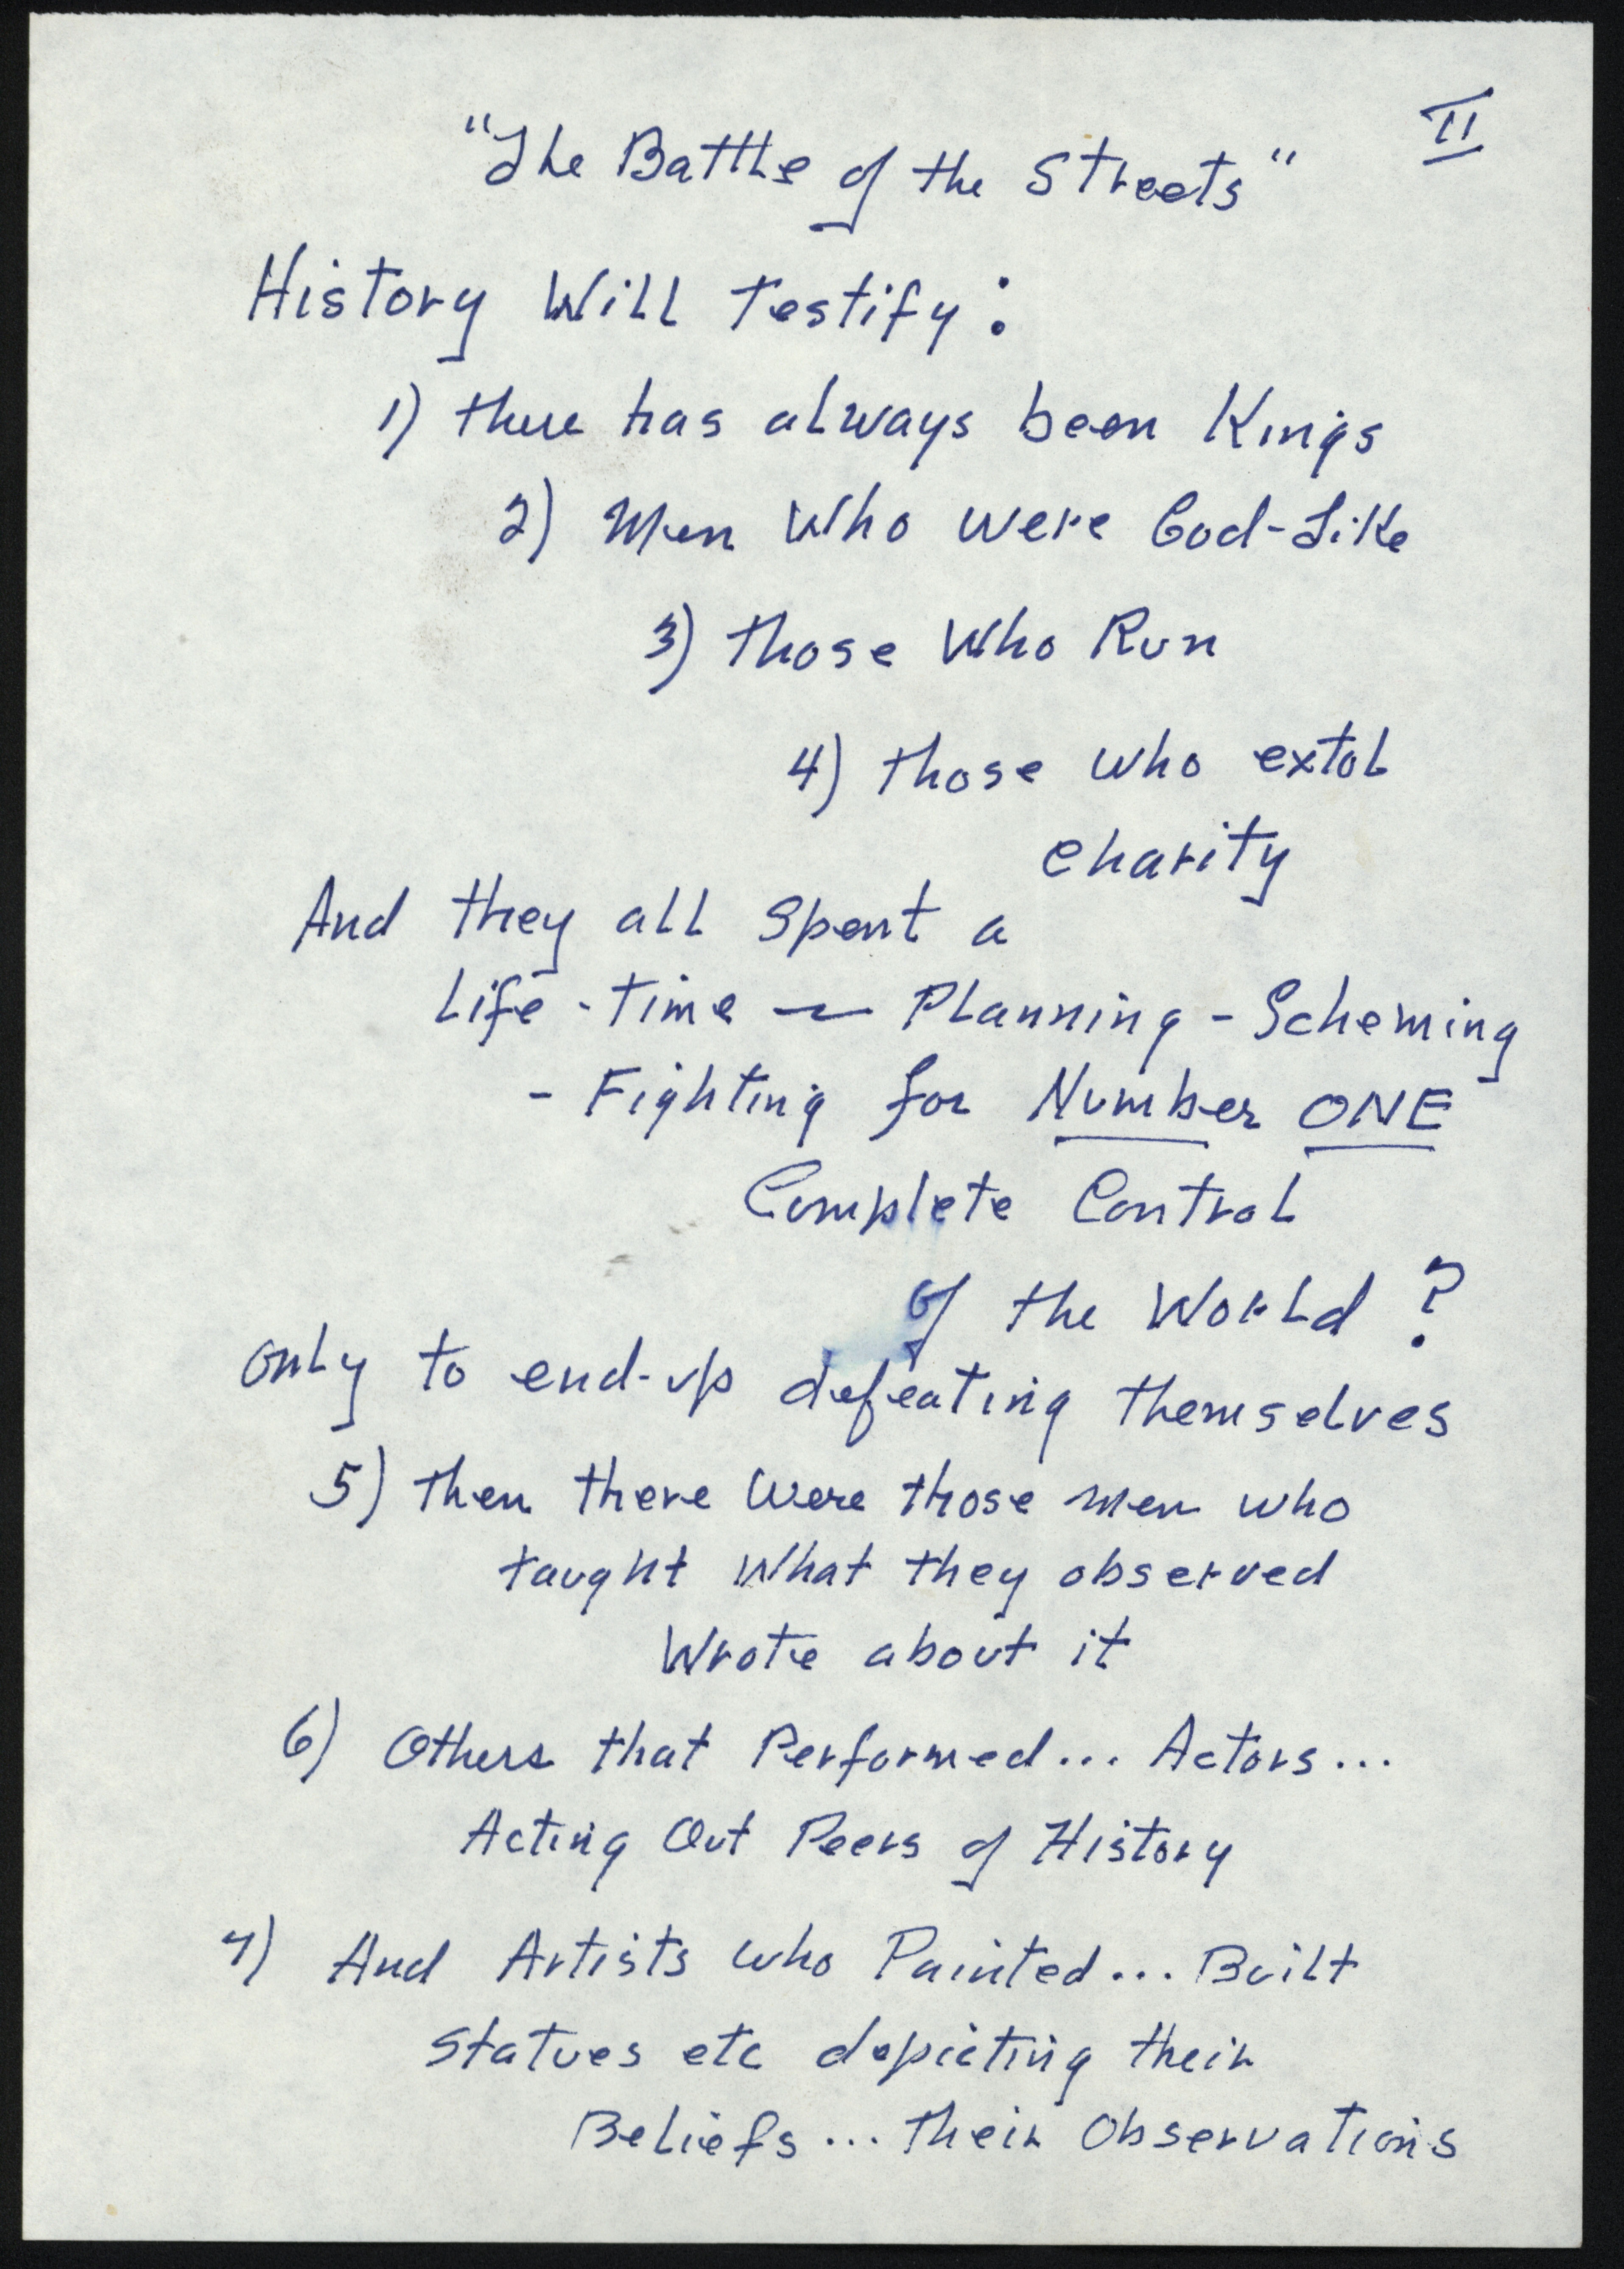 "The Battle of the Streets"
II
History Will Testify:
1) there has always been Kings
2) Men Who were God-Like
3) Those Who Run
4) Those who extol
charity
And they all Spent a
Life-Time — Planning - Scheming
- Fighting for Number ONE
Complete Control
of the World?
only to end-up defeating themselves
5) Then there were those men who
taught What they observed
Wrote about it
6) Others that Performed... Actors...
Acting Out Peers of History
7) And Artists who Painted... Built
Statues etc depicting their
Beliefs... Their Observations